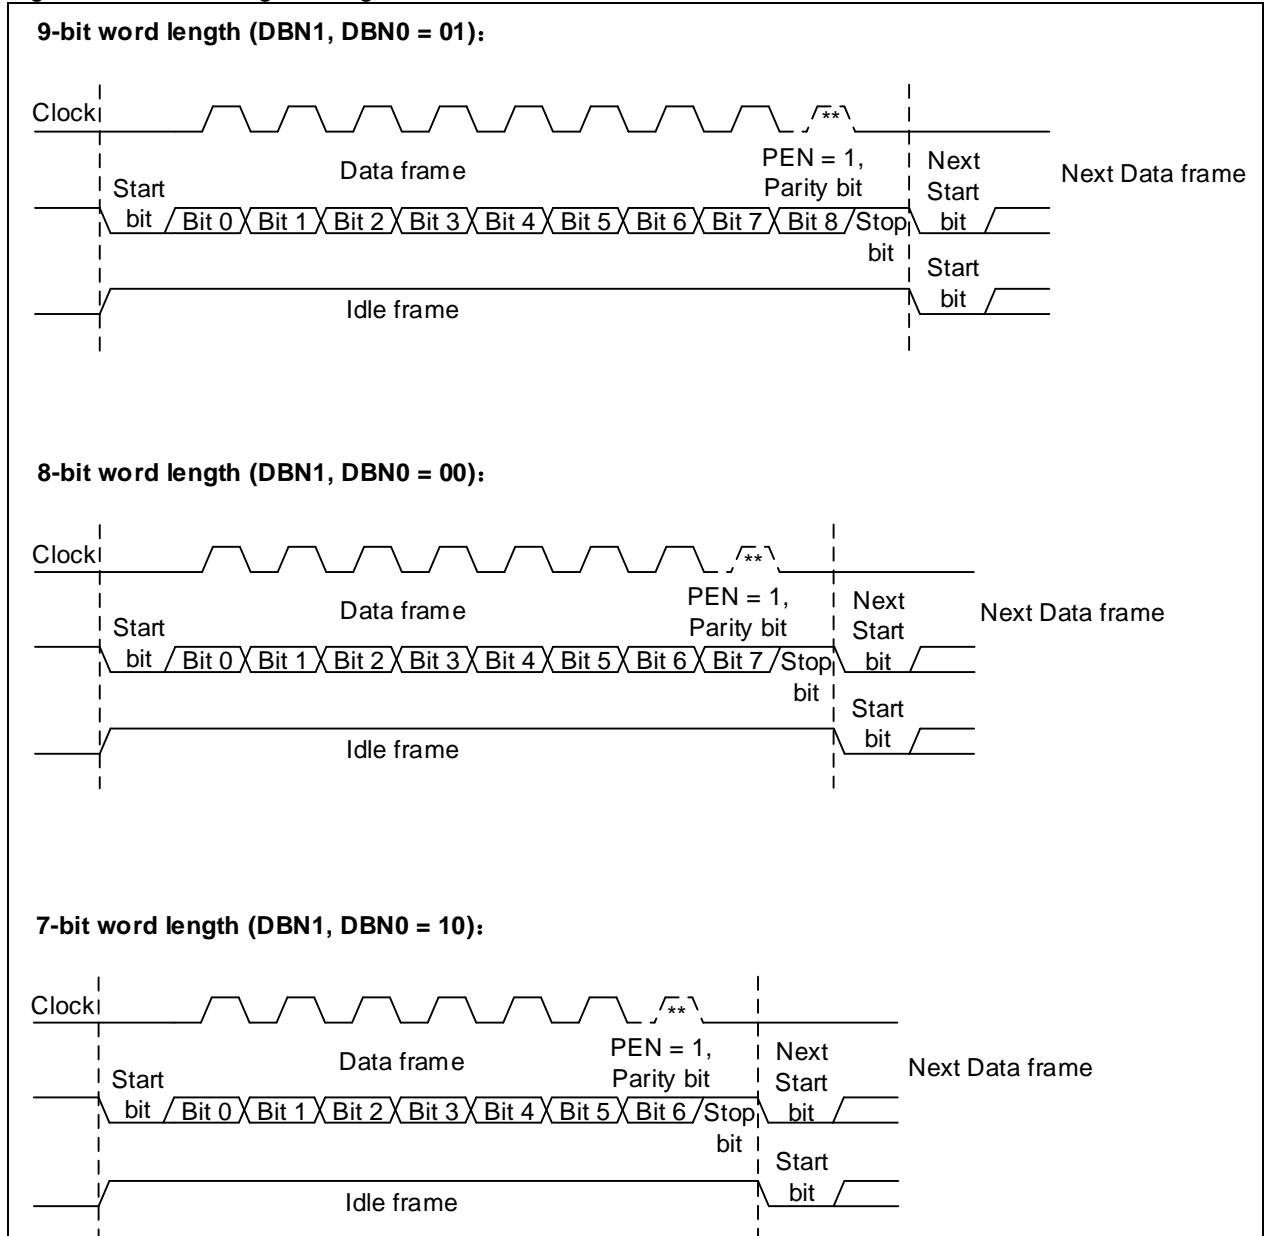 9-bit word length (DBN1, DBN0 = 01)：
Clock
**
Data frame
PEN = 1,
Parity bit
Next
Start
bit
Next Data frame
Start
bit
Bit 0
Bit 1
Bit 2
Bit 3
Bit 4
Bit 5
Bit 6
Bit 7
Bit 8
Stop
bit
Start
bit
Idle frame
8-bit word length (DBN1, DBN0 = 00)：
Clock
**
Data frame
PEN = 1,
Parity bit
Next
Start
bit
Next Data frame
Start
bit
Bit 0
Bit 1
Bit 2
Bit 3
Bit 4
Bit 5
Bit 6
Bit 7
Stop
bit
Start
bit
Idle frame
7-bit word length (DBN1, DBN0 = 10)：
Clock
**
Data frame
PEN = 1,
Parity bit
Next
Start
bit
Next Data frame
Start
bit
Bit 0
Bit 1
Bit 2
Bit 3
Bit 4
Bit 5
Bit 6
Stop
bit
Start
bit
Idle frame